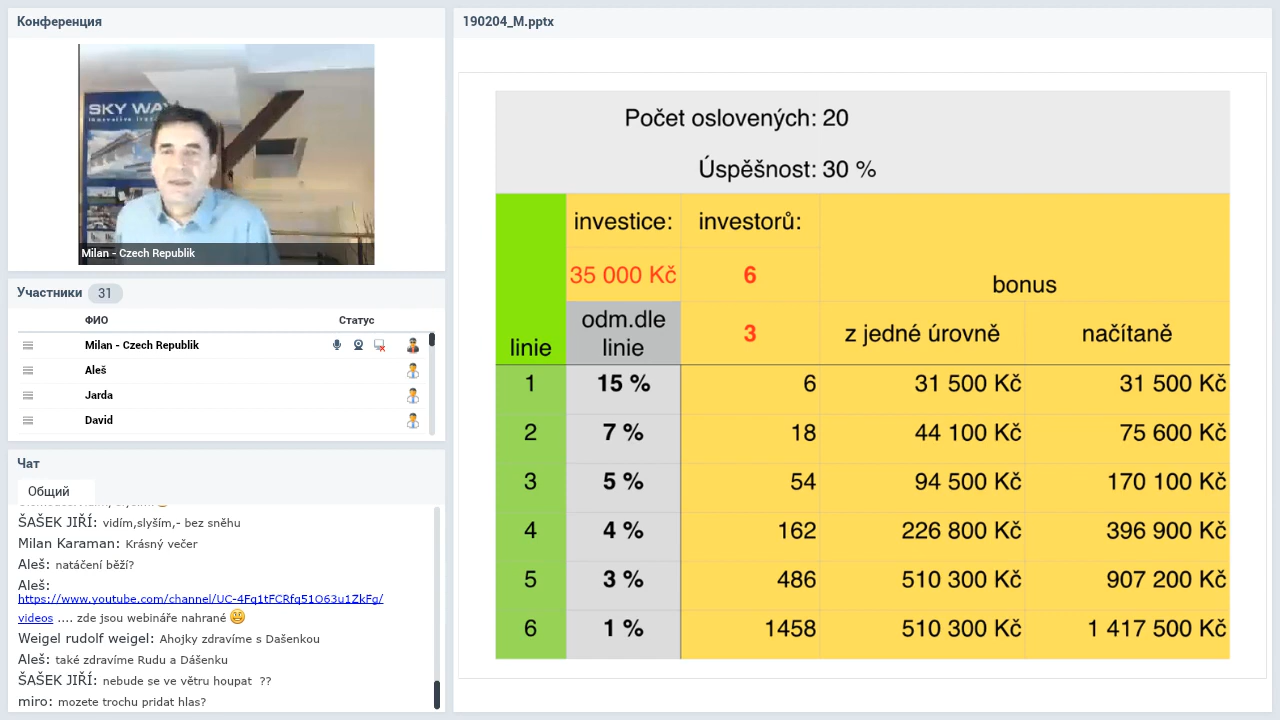 Конференция
SKY WAY
Milan - Czech Republik
Участники 31
ФИО Статус
Milan - Czech Republik
Aleš
Jarda
David
Чат
Общий
ŠAŠEK JIŘÍ: vidím,slyším,- bez sněhu
Milan Karaman: Krásný večer
Aleš: natáčení běží?
Aleš:
https://www.youtube.com/channel/UC-4Fq1tFCRfq51O63u1ZkFg/
videos .... zde jsou webináře nahrané
Weigel rudolf weigel: Ahojky zdravíme s Dašenkou
Aleš: také zdravíme Rudu a Dášenku
ŠAŠEK JIŘÍ: nebude se ve větru houpat ??
miro: mozete trochu pridat hlas?
190204_M.pptx
Počet oslovených: 20
Úspěšnost: 30 %
investice: investorů:
35 000 Kč 6 bonus
linie odm.dle linie 3 z jedné úrovně načítaně
1 15 % 6 31 500 Kč 31 500 Kč
2 7 % 18 44 100 Kč 75 600 Kč
3 5 % 54 94 500 Kč 170 100 Kč
4 4 % 162 226 800 Kč 396 900 Kč
5 3 % 486 510 300 Kč 907 200 Kč
6 1 % 1458 510 300 Kč 1 417 500 Kč